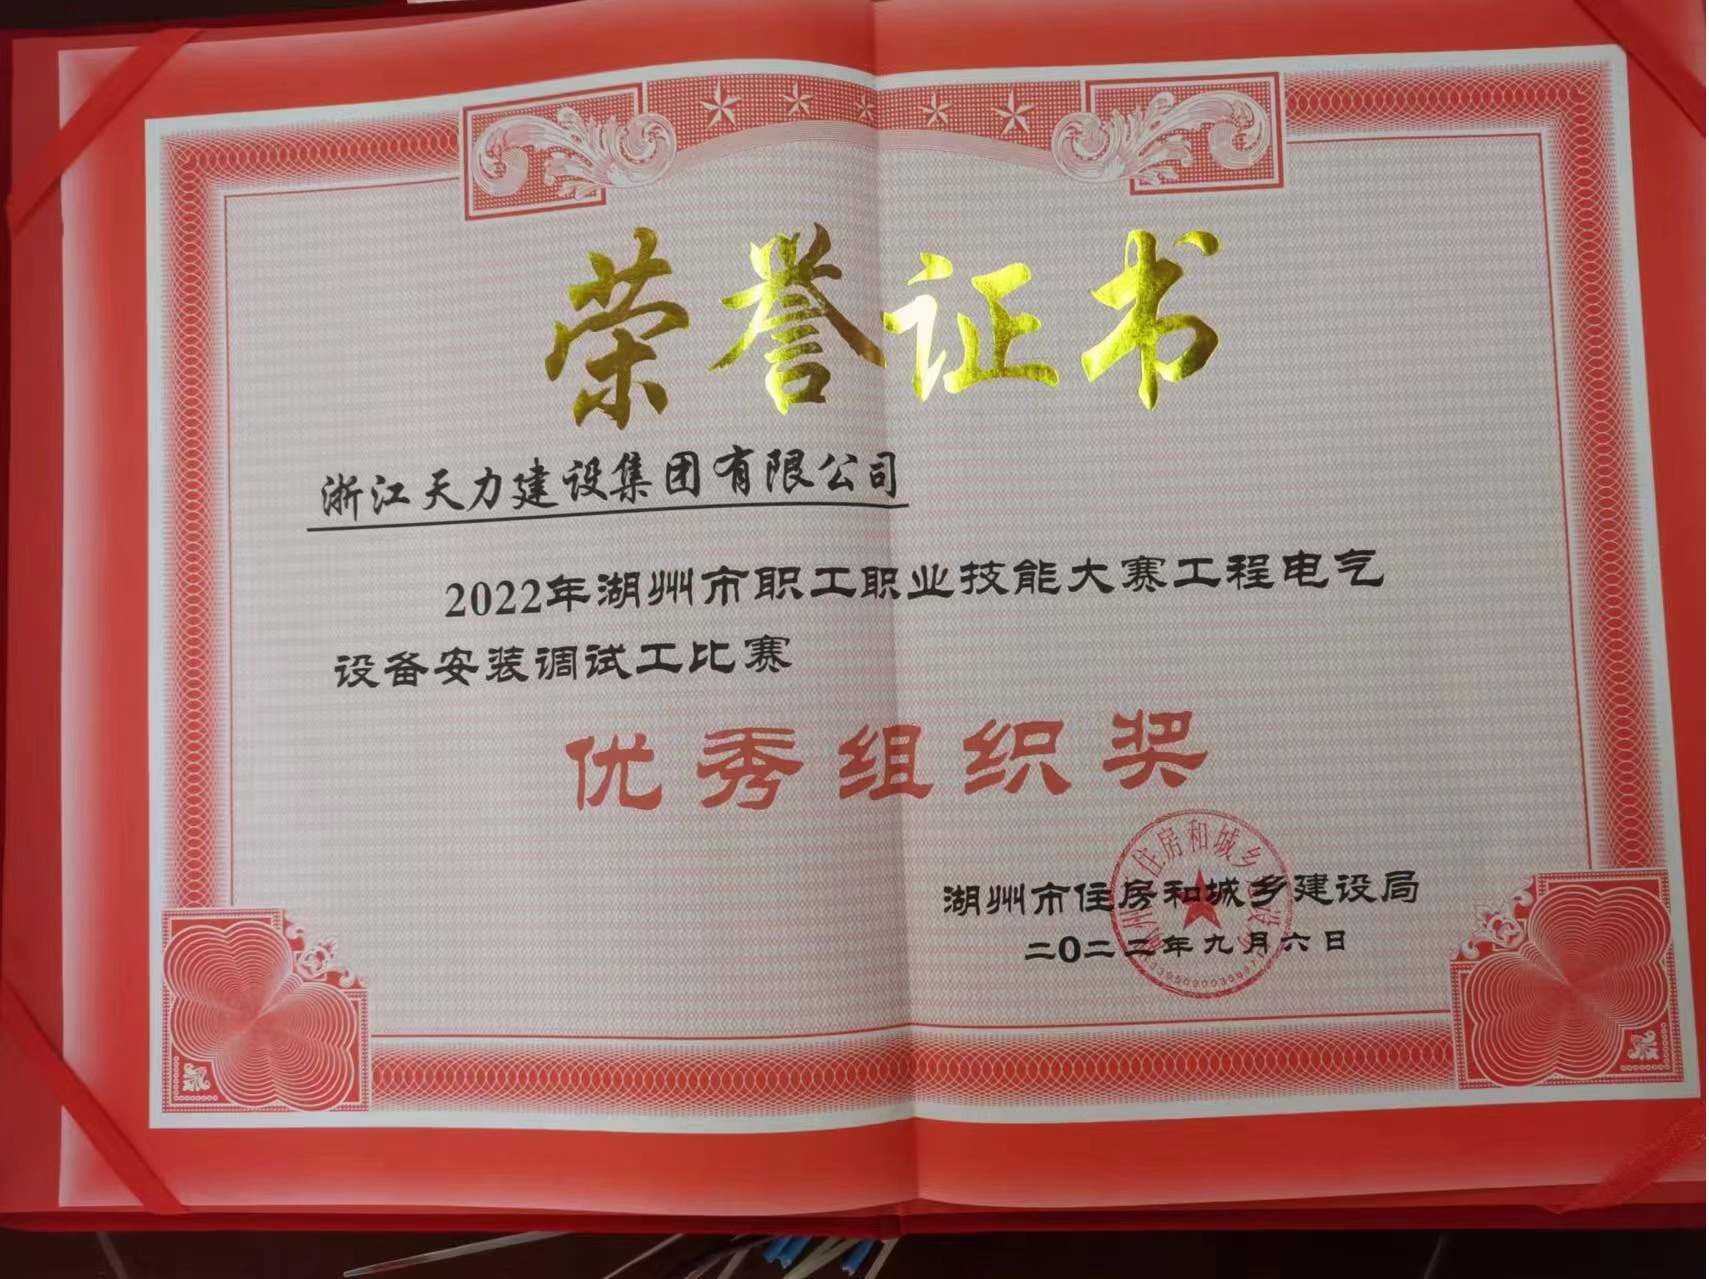 荣誉证书
浙江天力建设集团有限公司
2022年湖州市职工职业技能大赛工程电气
设备安装调试工比赛
优秀组织奖
湖州市住房和城乡建设局
二〇二二年九月六日